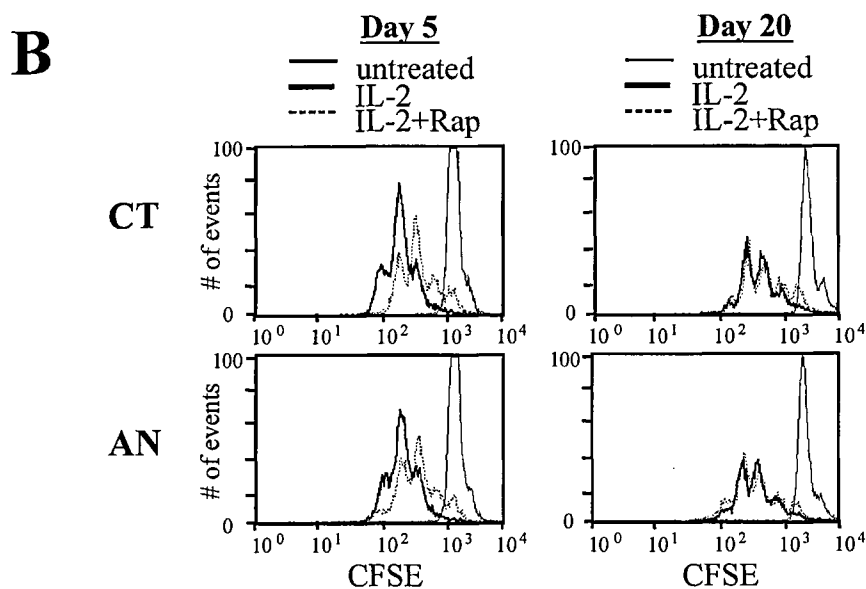 B
Day 5
untreated
IL-2
IL-2+Rap
Day 20
untreated
IL-2
IL-2+Rap
CT
# of events
100
0
10^0 10^1 10^2 10^3 10^4
100
0
10^0 10^1 10^2 10^3 10^4
AN
# of events
100
0
10^0 10^1 10^2 10^3 10^4
CFSE
100
0
10^0 10^1 10^2 10^3 10^4
CFSE